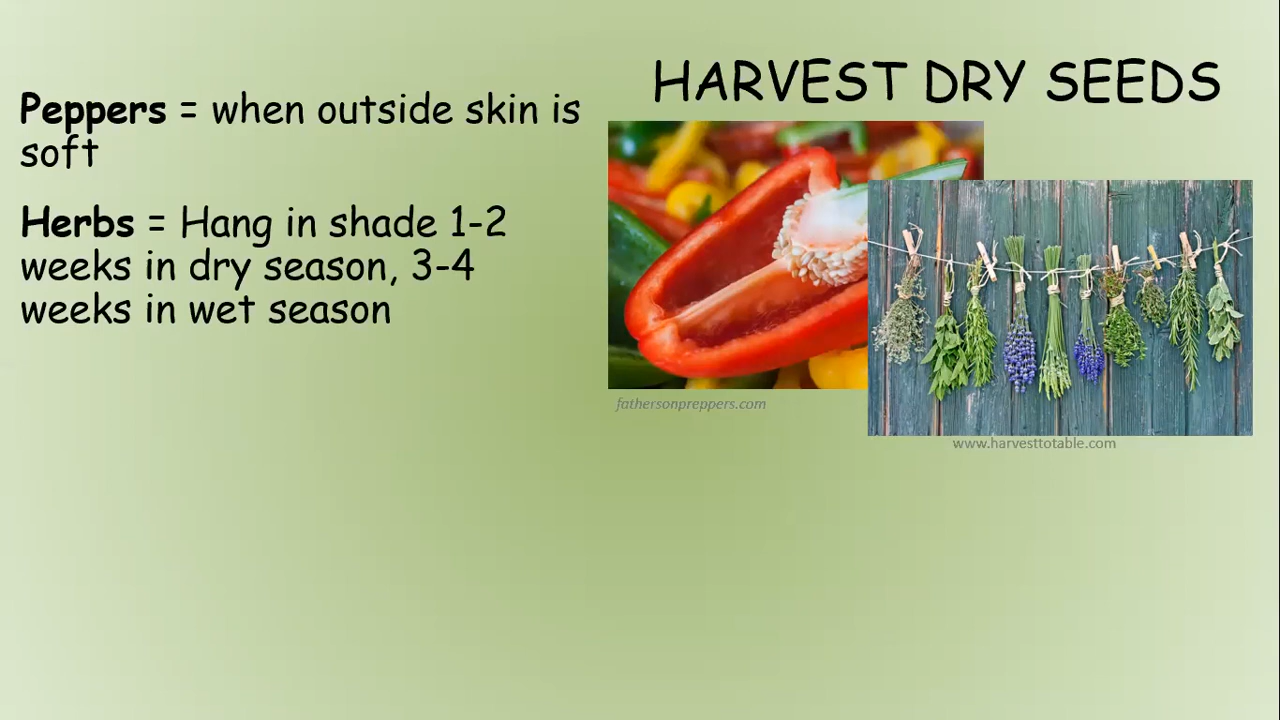 HARVEST DRY SEEDS
Peppers = when outside skin is
soft
Herbs = Hang in shade 1-2
weeks in dry season, 3-4
weeks in wet season
fathersonpreppers.com
www.harvesttotable.com